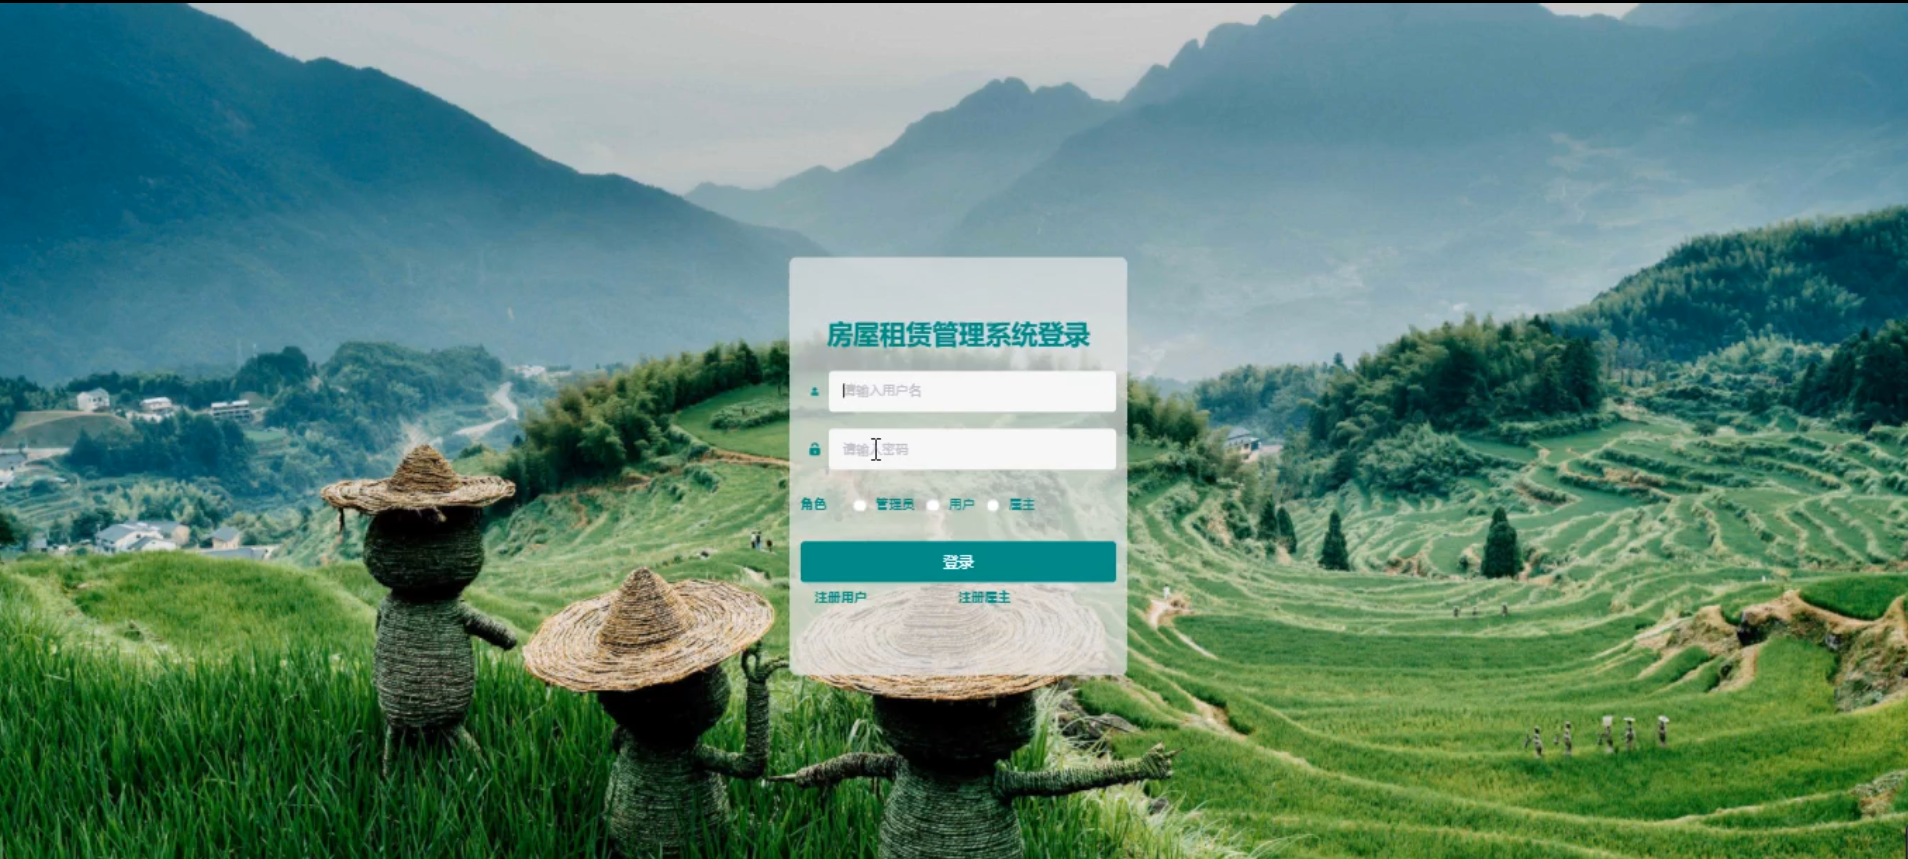 房屋租赁管理系统登录
请输入用户名
请输入密码
角色 管理员 用户 屋主
登录
注册用户 注册屋主